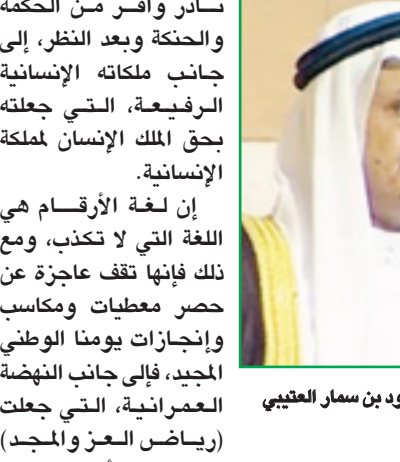 نادر وافر من الحكمة
والحنكة وبعد النظر، إلى
جانب ملكاته الإنسانية
الرفيعة، التي جعلته
بحق الملك الإنسان لمملكة
الإنسانية.
إن لغة الأرقام هي
اللغة التي لا تكذب، ومع
ذلك فإنها تقف عاجزة عن
حصر معطيات ومكاسب
وإنجازات يومنا الوطني
المجيد، فإلى جانب النهضة
العمرانية، التي جعلت
(رياض العز والمجد)
بن سمار العتيبي